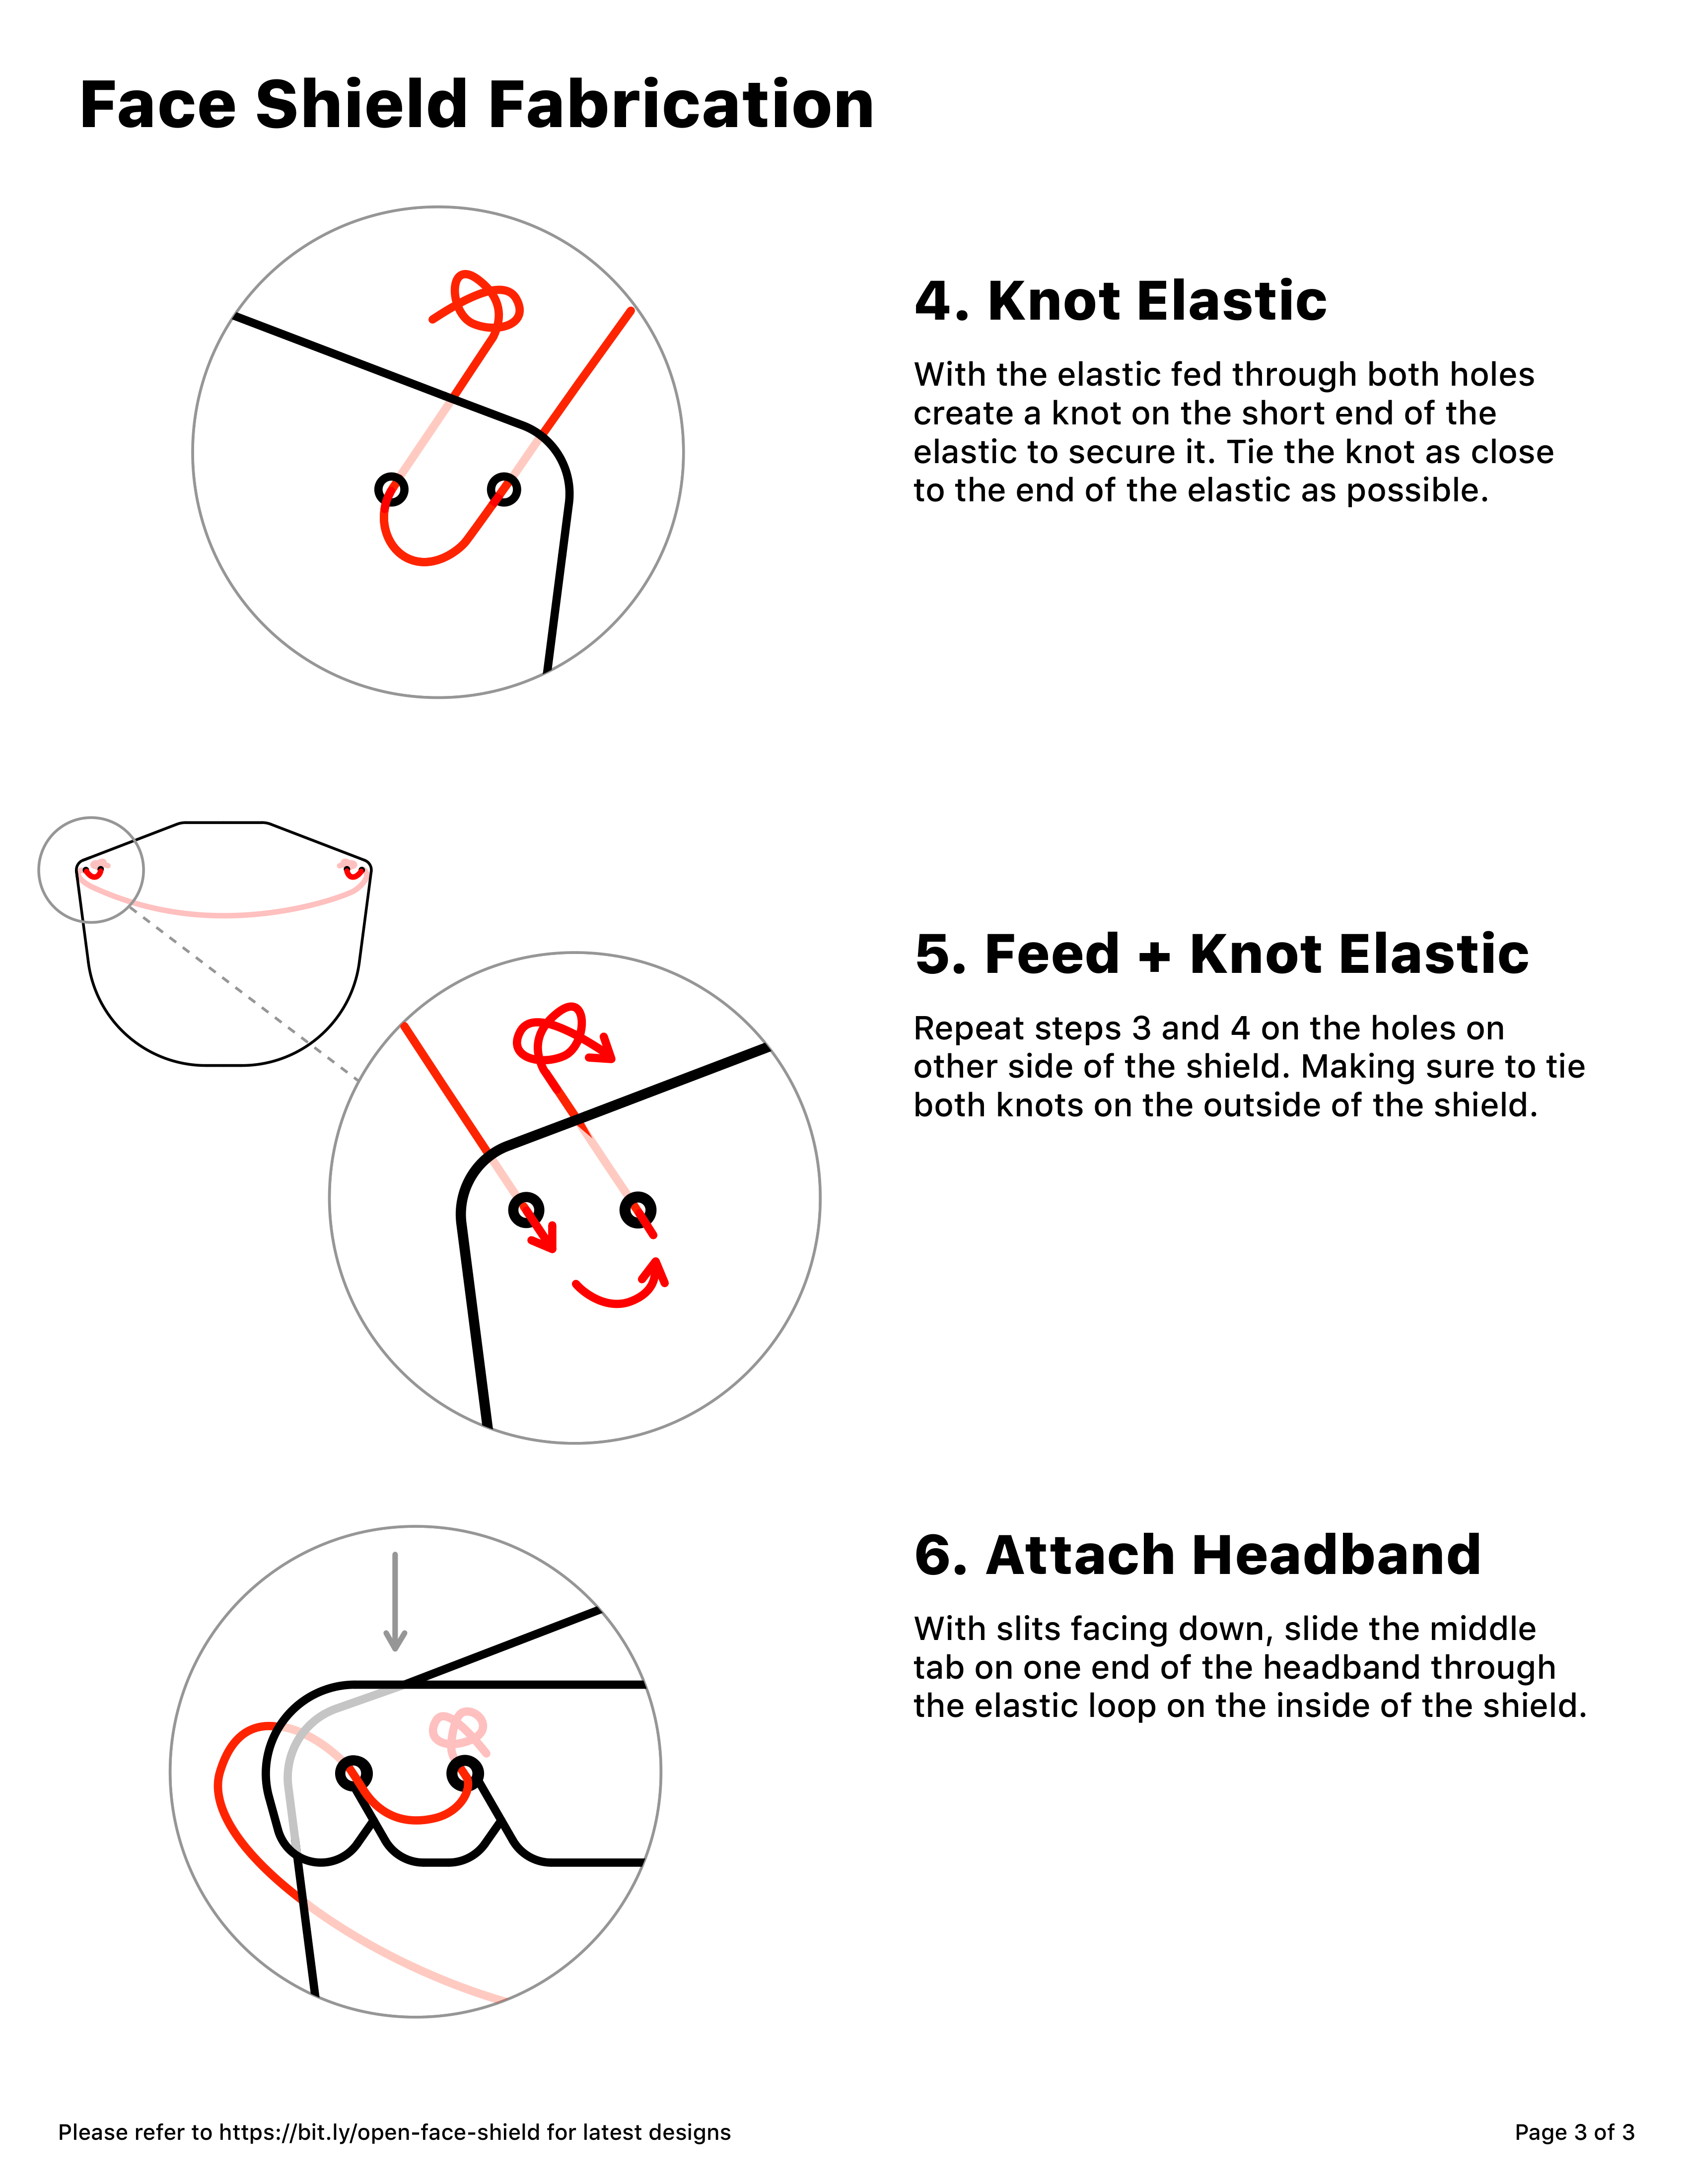 Face Shield Fabrication
4. Knot Elastic
With the elastic fed through both holes
create a knot on the short end of the
elastic to secure it. Tie the knot as close
to the end of the elastic as possible.
5. Feed + Knot Elastic
Repeat steps 3 and 4 on the holes on
other side of the shield. Making sure to tie
both knots on the outside of the shield.
6. Attach Headband
With slits facing down, slide the middle
tab on one end of the headband through
the elastic loop on the inside of the shield.
Please refer to https://bit.ly/open-face-shield for latest designs
Page 3 of 3